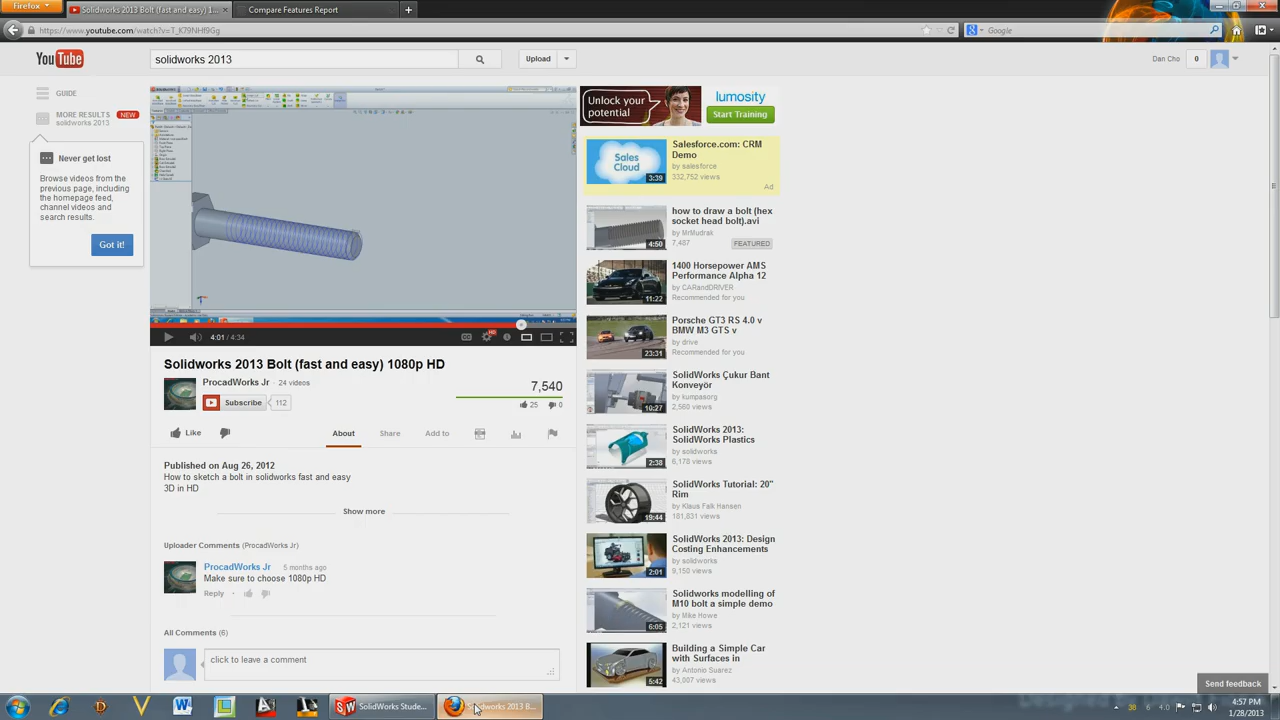 Firefox
Solidworks 2013 Bolt (fast and easy) 1...
Compare Features Report
https://www.youtube.com/watch?v=T_K79NHf9Gg
Google
YouTube
solidworks 2013
Upload
Dan Cho
0
GUIDE
MORE RESULTS NEW
solidworks 2013
Never get lost
Browse videos from the
previous page, including
the homepage feed,
channel videos and
search results.
Got it!
4:01 / 4:34
Solidworks 2013 Bolt (fast and easy) 1080p HD
ProcadWorks Jr · 24 videos
Subscribe 112
7,540
25 0
Like
About
Share
Add to
Published on Aug 26, 2012
How to sketch a bolt in solidworks fast and easy
3D in HD
Show more
Uploader Comments (ProcadWorks Jr)
ProcadWorks Jr 5 months ago
Make sure to choose 1080p HD
Reply ·
All Comments (6)
click to leave a comment
Unlock your
potential
lumosity
Start Training
Sales
Cloud
3:39
Salesforce.com: CRM
Demo
by salesforce
332,752 views
Ad
how to draw a bolt (hex
socket head bolt).avi
by MrMudrak
7,487
FEATURED
4:50
1400 Horsepower AMS
Performance Alpha 12
by CARandDRIVER
Recommended for you
11:22
Porsche GT3 RS 4.0 v
BMW M3 GTS v
by drive
Recommended for you
23:31
SolidWorks Çukur Bant
Konveyör
by kumpasorg
2,560 views
10:27
SolidWorks 2013:
SolidWorks Plastics
by solidworks
6,178 views
2:38
SolidWorks Tutorial: 20"
Rim
by Klaus Falk Hansen
181,831 views
19:44
SolidWorks 2013: Design
Costing Enhancements
by solidworks
9,150 views
2:01
Solidworks modelling of
M10 bolt a simple demo
by Mike Howe
2,121 views
6:05
Building a Simple Car
with Surfaces in
by Antonio Suarez
43,007 views
5:42
Send feedback
SolidWorks Stude...
Solidworks 2013 B...
38 6 4.0
4:57 PM
1/28/2013